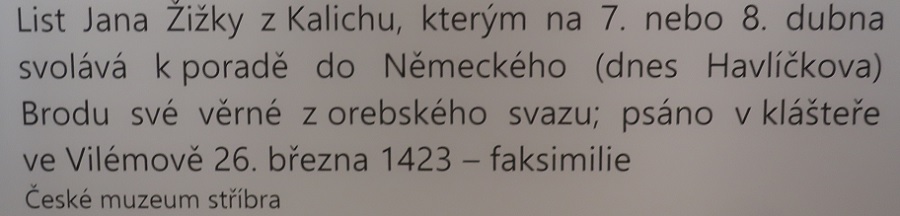 List Jana Žižky z Kalichu, kterým na 7. nebo 8. dubna
svolává k poradě do Německého (dnes Havlíčkova)
Brodu své věrné z orebského svazu; psáno v klášteře
ve Vilémově 26. března 1423 – faksimilie
České muzeum stříbra